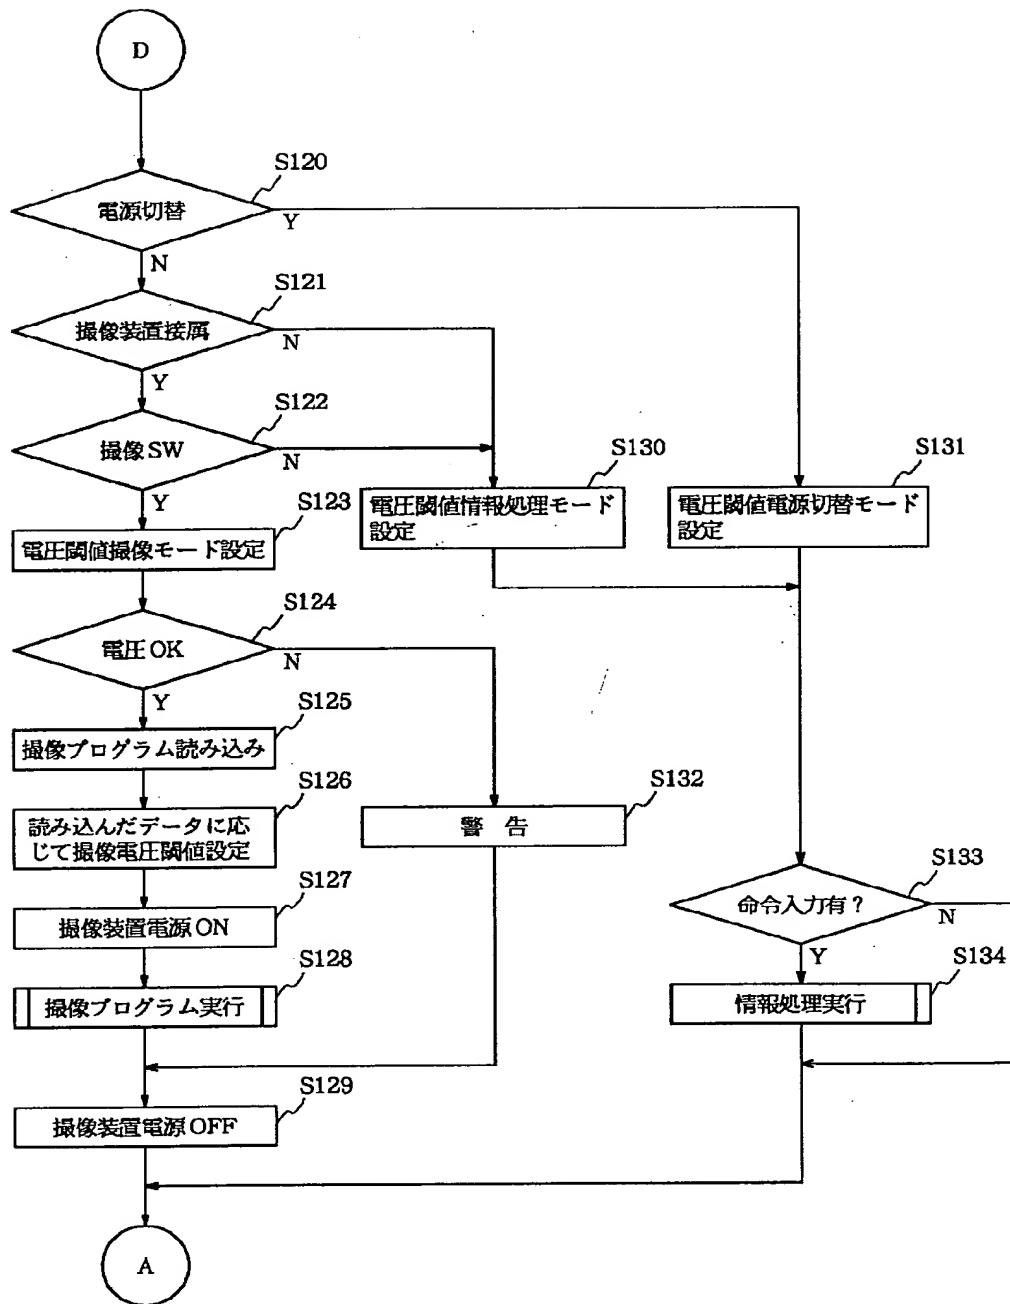 D
S120
電源切替
Y
N
S121
撮像装置接属
N
Y
S122
撮像SW
N
Y
S130
電圧閾値情報処理モード
設定
S131
電圧閾値電源切替モード
設定
S123
電圧閾値撮像モード設定
S124
電圧OK
N
Y
S125
撮像プログラム読み込み
S126
読み込んだデータに応
じて撮像電圧閾値設定
S132
警 告
S127
撮像装置電源ON
S133
命令入力有?
N
Y
S128
撮像プログラム実行
S134
情報処理実行
S129
撮像装置電源OFF
A